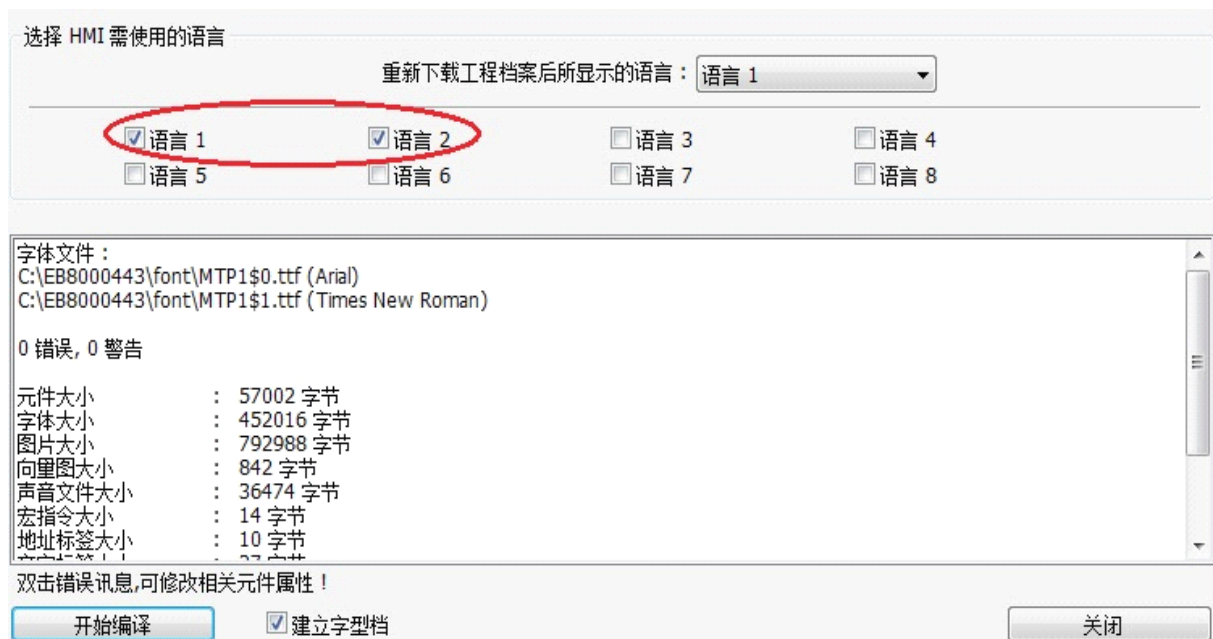 选择 HMI 需使用的语言
重新下载工程档案后所显示的语言： 语言 1
语言 1 语言 2 语言 3 语言 4
语言 5 语言 6 语言 7 语言 8
字体文件：
C:\EB8000443\font\MTP1$0.ttf (Arial)
C:\EB8000443\font\MTP1$1.ttf (Times New Roman)
0 错误, 0 警告
元件大小 : 57002 字节
字体大小 : 452016 字节
图片大小 : 792988 字节
向量图大小 : 842 字节
声音文件大小 : 36474 字节
宏指令大小 : 14 字节
地址标签大小 : 10 字节
双击错误讯息,可修改相关元件属性！
开始编译 建立字型档 关闭